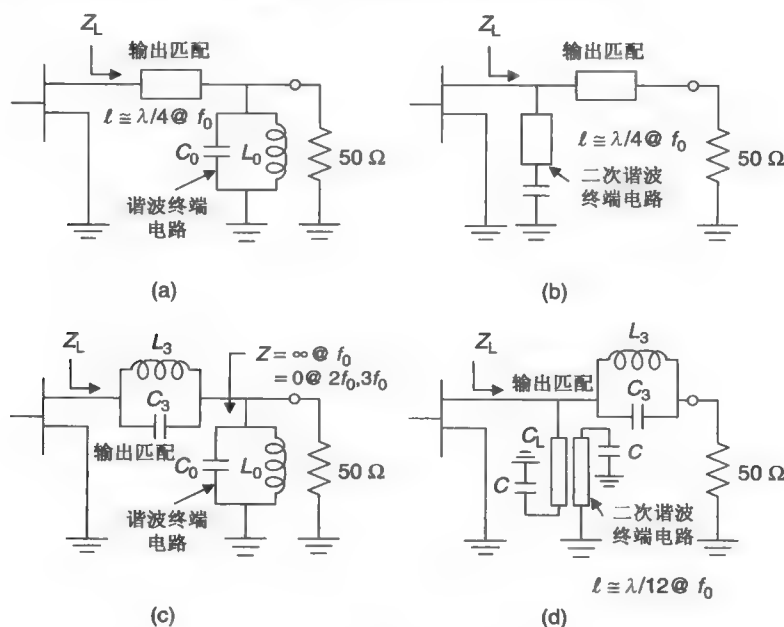 Z_L
输出匹配
ℓ ≅ λ/4 @ f_0
C_0
L_0
50 Ω
谐波终端
电路
(a)
Z_L
输出匹配
ℓ ≅ λ/4 @ f_0
50 Ω
二次谐波
终端电路
(b)
L_3
Z_L
Z = ∞ @ f_0
= 0 @ 2f_0, 3f_0
C_3
输出匹配
C_0
L_0
50 Ω
谐波终端
电路
(c)
L_3
Z_L
输出匹配
C_3
C_L
C
C
50 Ω
二次谐波
终端电路
ℓ ≅ λ/12 @ f_0
(d)